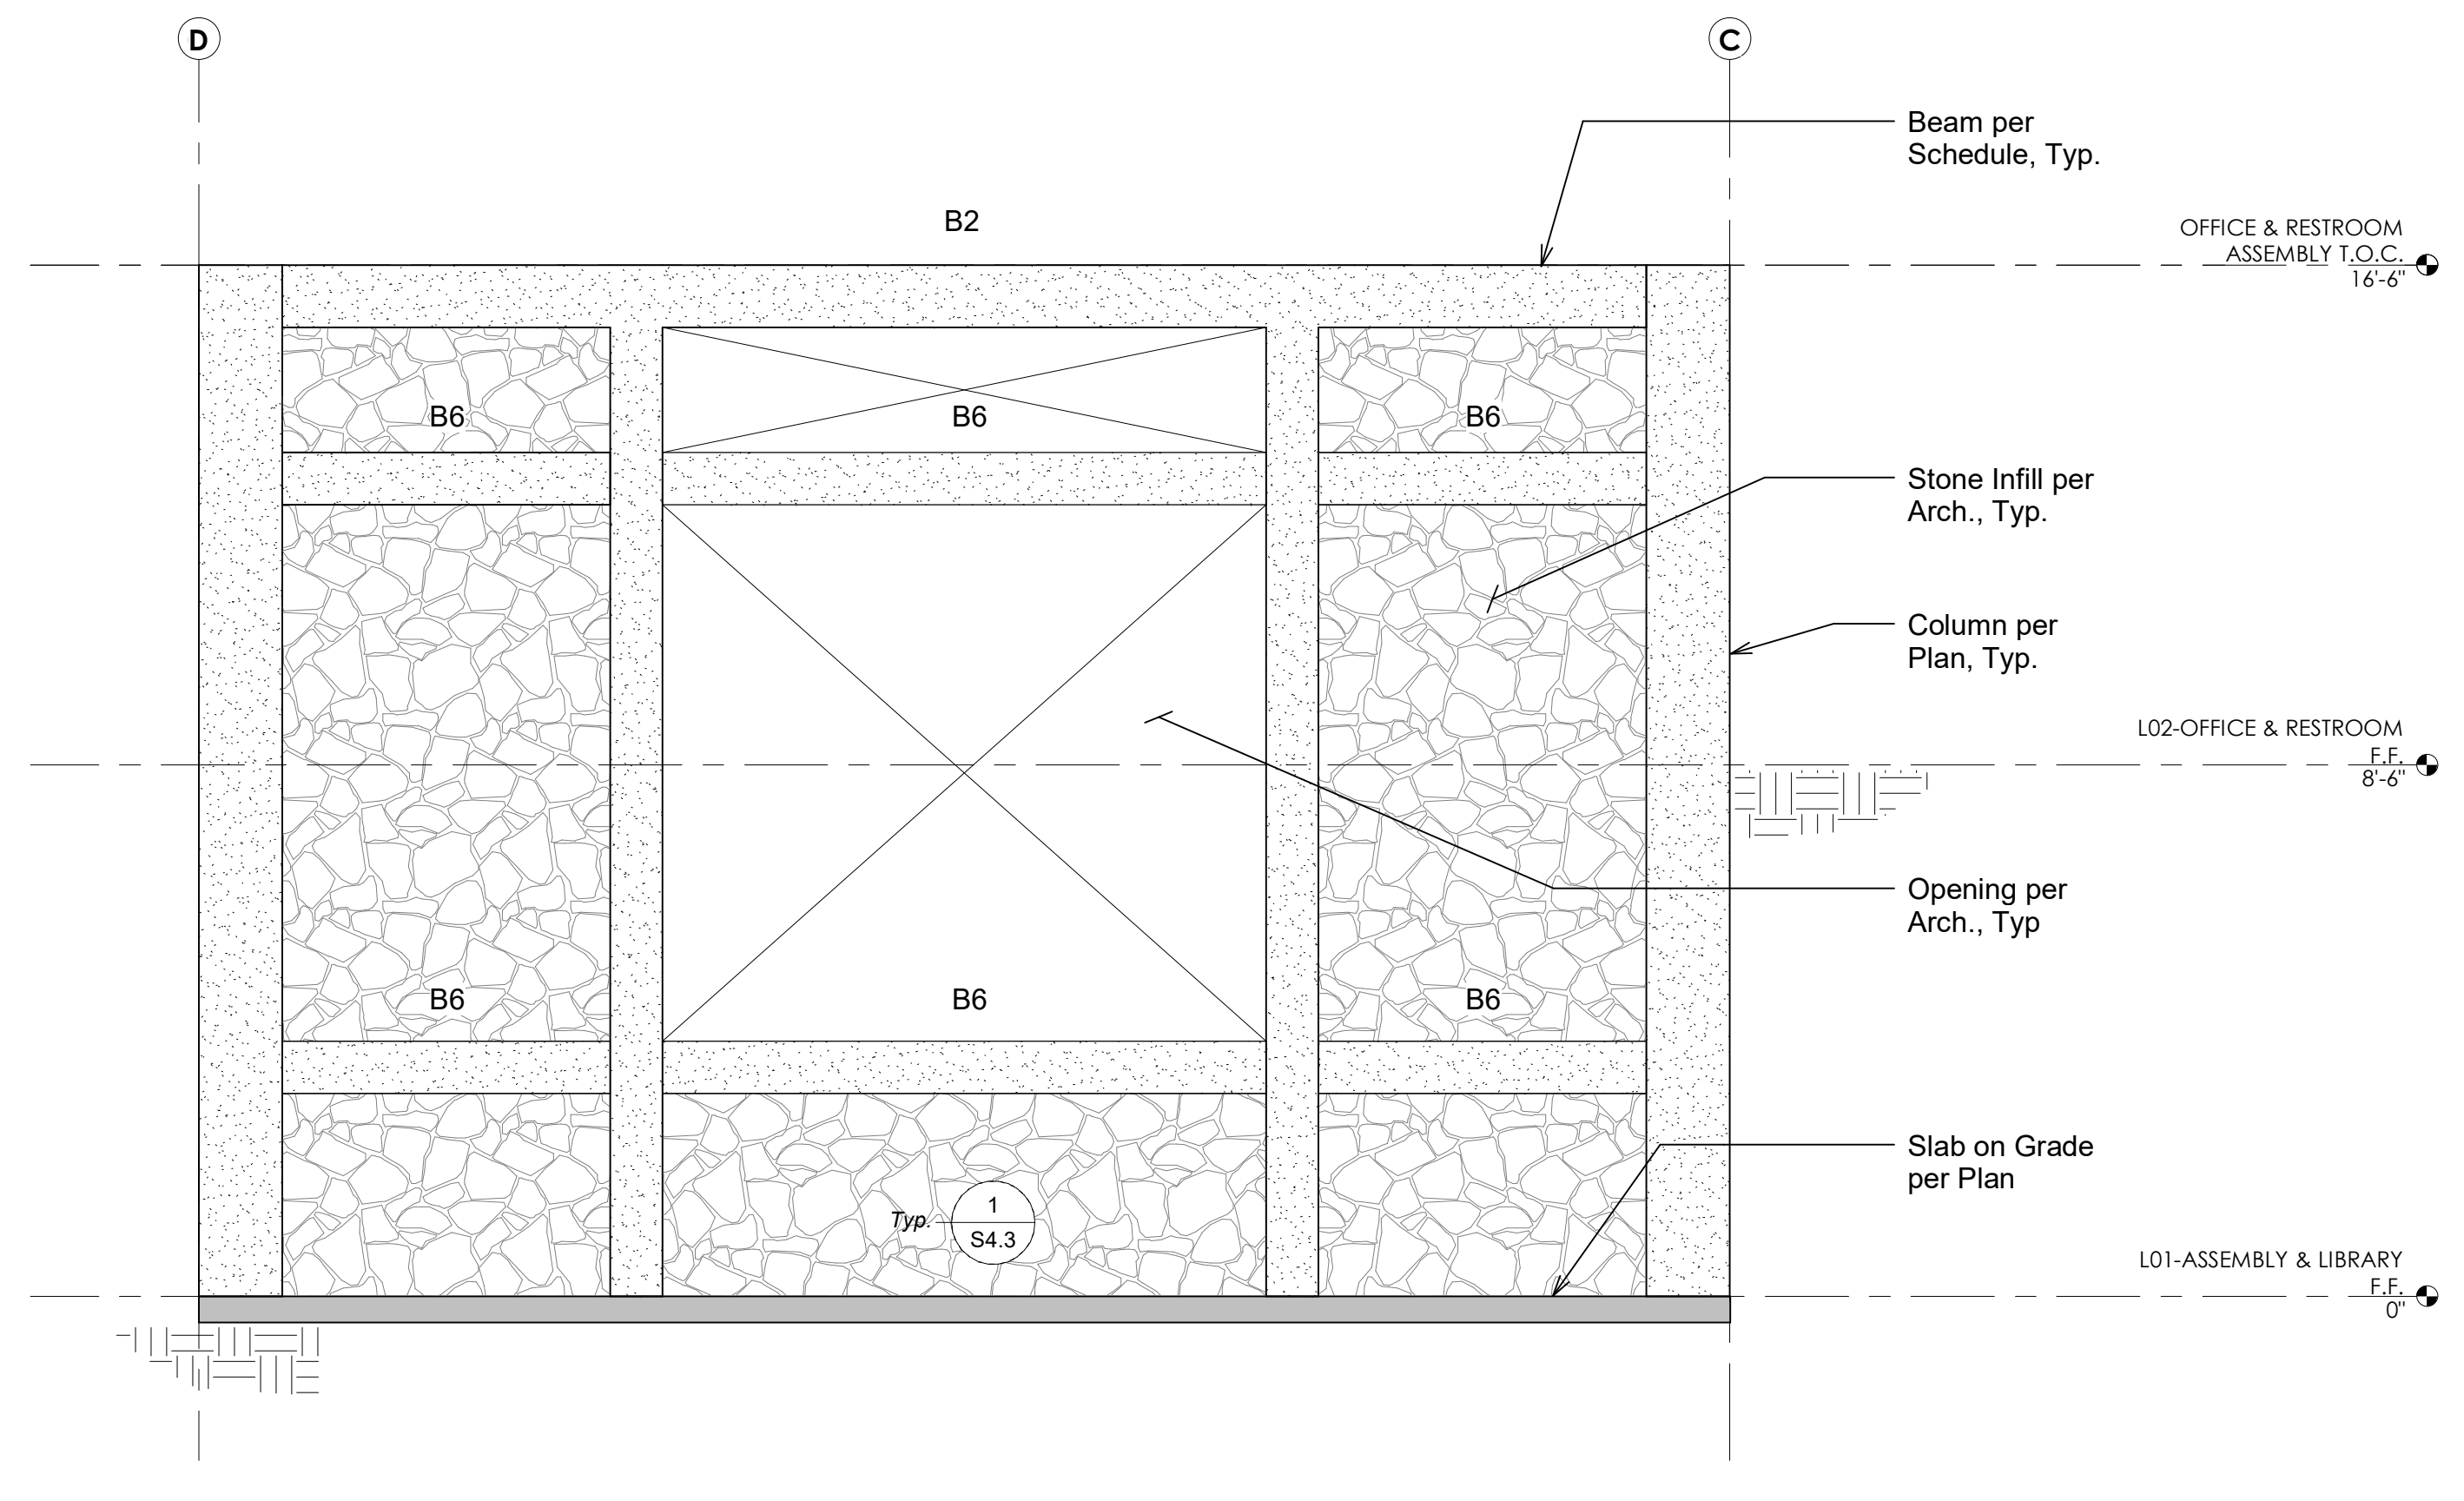 D
C
Beam per
Schedule, Typ.
B2
OFFICE & RESTROOM
ASSEMBLY T.O.C.
16'-6"
B6
B6
B6
Stone Infill per
Arch., Typ.
Column per
Plan, Typ.
L02-OFFICE & RESTROOM
F.F.
8'-6"
Opening per
Arch., Typ
B6
B6
B6
Slab on Grade
per Plan
Typ.
1
S4.3
L01-ASSEMBLY & LIBRARY
F.F.
0"